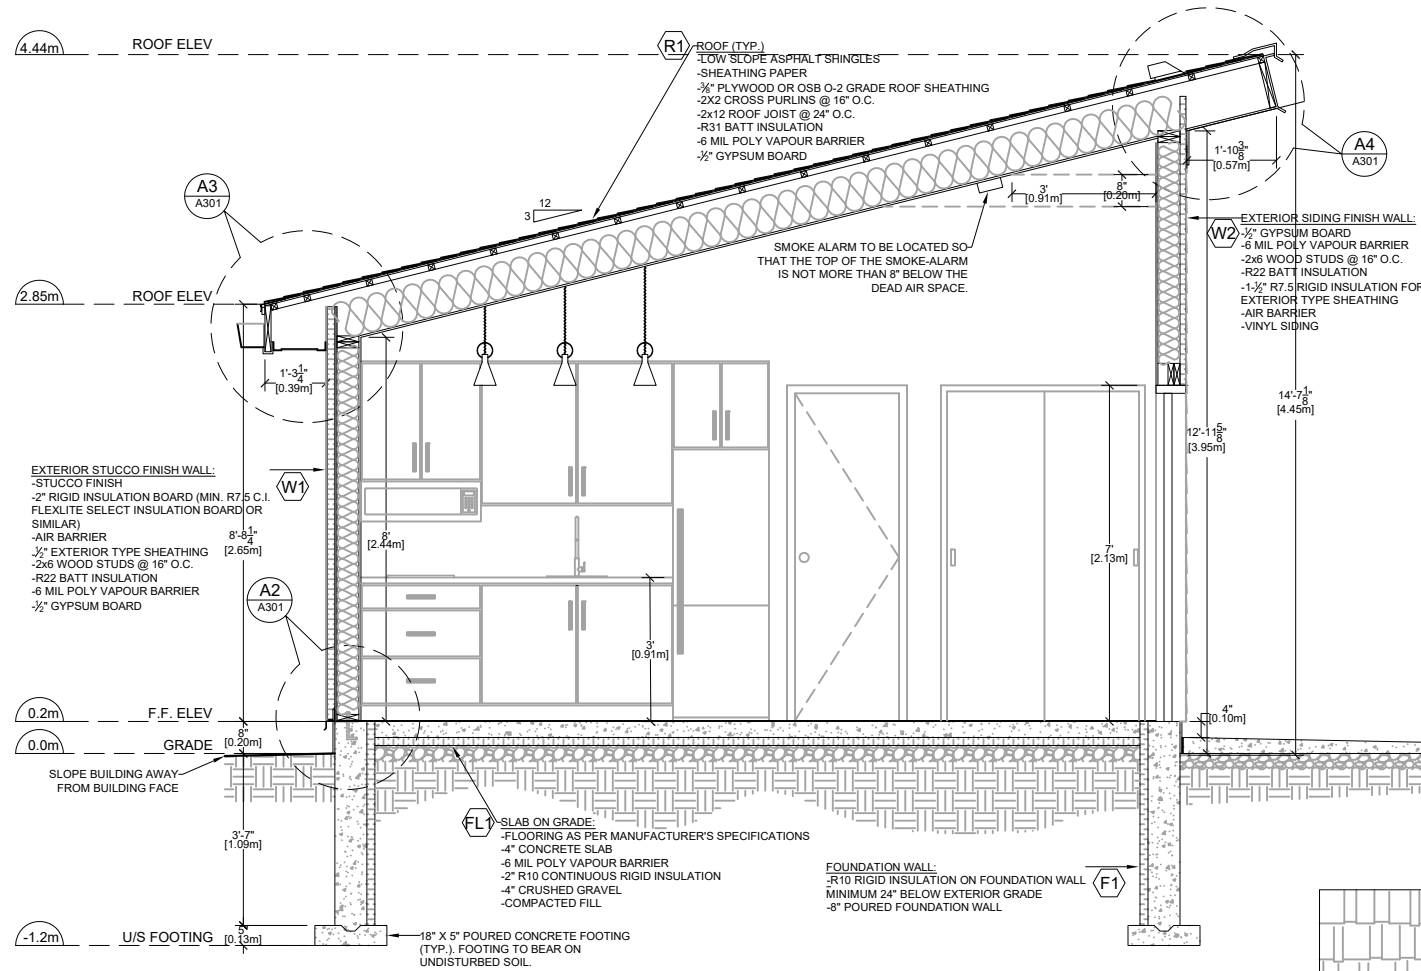 4.44m ROOF ELEV
R1
ROOF (TYP.)
-LOW SLOPE ASPHALT SHINGLES
-SHEATHING PAPER
-⅜" PLYWOOD OR OSB O-2 GRADE ROOF SHEATHING
-2X2 CROSS PURLINS @ 16" O.C.
-2x12 ROOF JOIST @ 24" O.C.
-R31 BATT INSULATION
-6 MIL POLY VAPOUR BARRIER
-½" GYPSUM BOARD
A4
A301
1'-10⅜"
[0.57m]
A3
A301
12
3
3'
[0.91m]
8"
[0.20m]
SMOKE ALARM TO BE LOCATED SO
THAT THE TOP OF THE SMOKE-ALARM
IS NOT MORE THAN 8" BELOW THE
DEAD AIR SPACE.
W2
EXTERIOR SIDING FINISH WALL:
-½" GYPSUM BOARD
-6 MIL POLY VAPOUR BARRIER
-2x6 WOOD STUDS @ 16" O.C.
-R22 BATT INSULATION
-1-½" R7.5 RIGID INSULATION FOR
EXTERIOR TYPE SHEATHING
-AIR BARRIER
-VINYL SIDING
2.85m ROOF ELEV
1'-3¼"
[0.39m]
14'-7⅛"
[4.45m]
12'-11⅝"
[3.95m]
W1
EXTERIOR STUCCO FINISH WALL:
-STUCCO FINISH
-2" RIGID INSULATION BOARD (MIN. R7.5 C.I.
FLEXLITE SELECT INSULATION BOARD OR
SIMILAR)
-AIR BARRIER
-½" EXTERIOR TYPE SHEATHING
-2x6 WOOD STUDS @ 16" O.C.
-R22 BATT INSULATION
-6 MIL POLY VAPOUR BARRIER
-½" GYPSUM BOARD
8'-8¼"
[2.65m]
8'
[2.44m]
7'
[2.13m]
A2
A301
3'
[0.91m]
0.2m F.F. ELEV
8"
[0.20m]
4"
[0.10m]
0.0m GRADE
SLOPE BUILDING AWAY
FROM BUILDING FACE
3'-7"
[1.09m]
FL1
SLAB ON GRADE:
-FLOORING AS PER MANUFACTURER'S SPECIFICATIONS
-4" CONCRETE SLAB
-6 MIL POLY VAPOUR BARRIER
-2" R10 CONTINUOUS RIGID INSULATION
-4" CRUSHED GRAVEL
-COMPACTED FILL
FOUNDATION WALL:
-R10 RIGID INSULATION ON FOUNDATION WALL
MINIMUM 24" BELOW EXTERIOR GRADE
-8" POURED FOUNDATION WALL
F1
-1.2m U/S FOOTING
5"
[0.13m]
18" X 5" POURED CONCRETE FOOTING
(TYP.). FOOTING TO BEAR ON
UNDISTURBED SOIL.